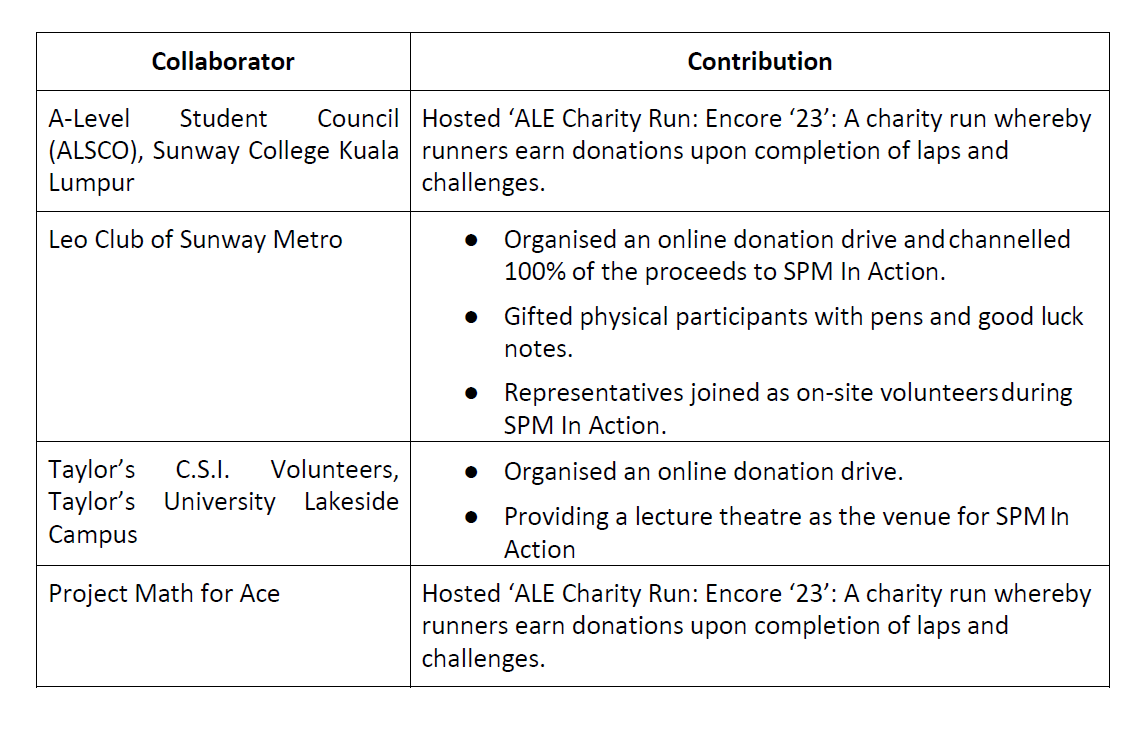 Collaborator
Contribution
A-Level Student Council
(ALSCO), Sunway College Kuala
Lumpur
Hosted ‘ALE Charity Run: Encore ‘23’: A charity run whereby
runners earn donations upon completion of laps and
challenges.
Leo Club of Sunway Metro
● Organised an online donation drive and channelled
100% of the proceeds to SPM In Action.
● Gifted physical participants with pens and good luck
notes.
● Representatives joined as on-site volunteers during
SPM In Action.
Taylor’s C.S.I. Volunteers,
Taylor’s University Lakeside
Campus
● Organised an online donation drive.
● Providing a lecture theatre as the venue for SPM In
Action
Project Math for Ace
Hosted ‘ALE Charity Run: Encore ‘23’: A charity run whereby
runners earn donations upon completion of laps and
challenges.